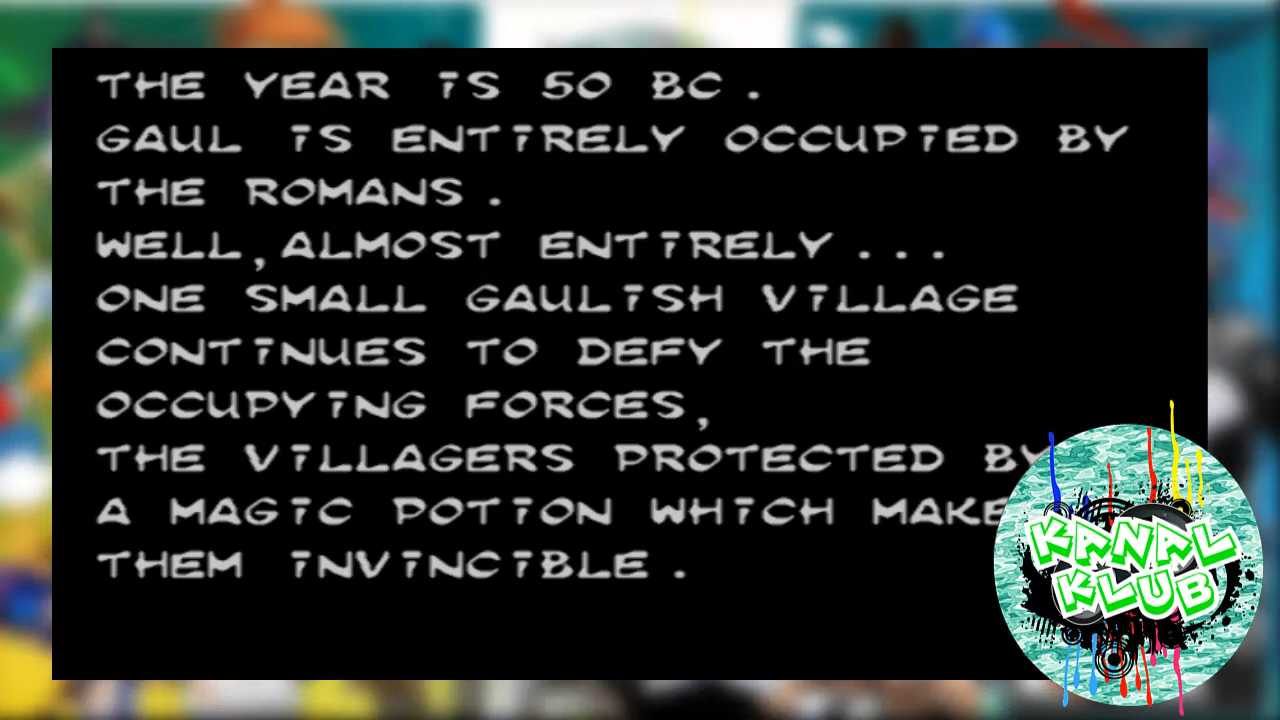 THE YEAR IS 50 BC.
GAUL IS ENTIRELY OCCUPIED BY
THE ROMANS.
WELL,ALMOST ENTIRELY...
ONE SMALL GAULISH VILLAGE
CONTINUES TO DEFY THE
OCCUPYING FORCES,
THE VILLAGERS PROTECTED BY
A MAGIC POTION WHICH MAKE
THEM INVINCIBLE.
KANAL
KLUB